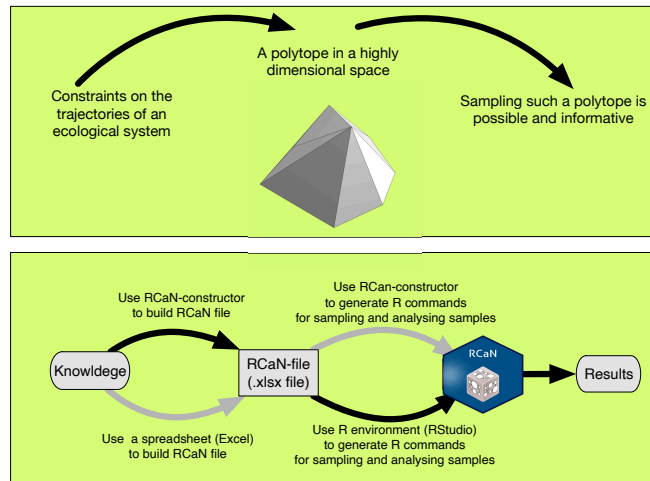 A polytope in a highly
dimensional space
Constraints on the
trajectories of an
ecological system
Sampling such a polytope is
possible and informative
Use RCaN-constructor
to build RCaN file
Use RCan-constructor
to generate R commands
for sampling and analysing samples
Knowldege
RCaN-file
(.xlsx file)
RCaN
Results
Use  a spreadsheet (Excel)
to build RCaN file
Use R environment (RStudio)
to generate R commands
for sampling and analysing samples